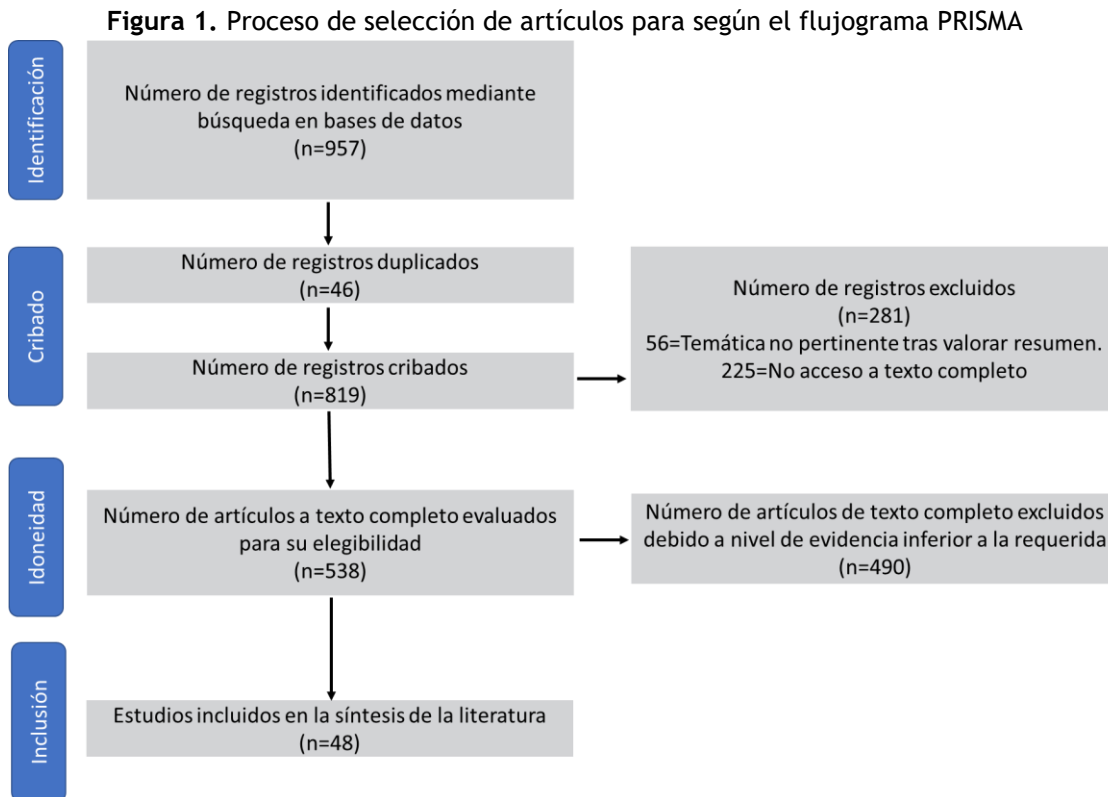 Figura 1. Proceso de selección de artículos para según el flujograma PRISMA
Identificación
Número de registros identificados mediante
búsqueda en bases de datos
(n=957)
Cribado
Número de registros duplicados
(n=46)
Número de registros cribados
(n=819)
Número de registros excluidos
(n=281)
56=Temática no pertinente tras valorar resumen.
225=No acceso a texto completo
Idoneidad
Número de artículos a texto completo evaluados
para su elegibilidad
(n=538)
Número de artículos de texto completo excluidos
debido a nivel de evidencia inferior a la requerida
(n=490)
Inclusión
Estudios incluidos en la síntesis de la literatura
(n=48)